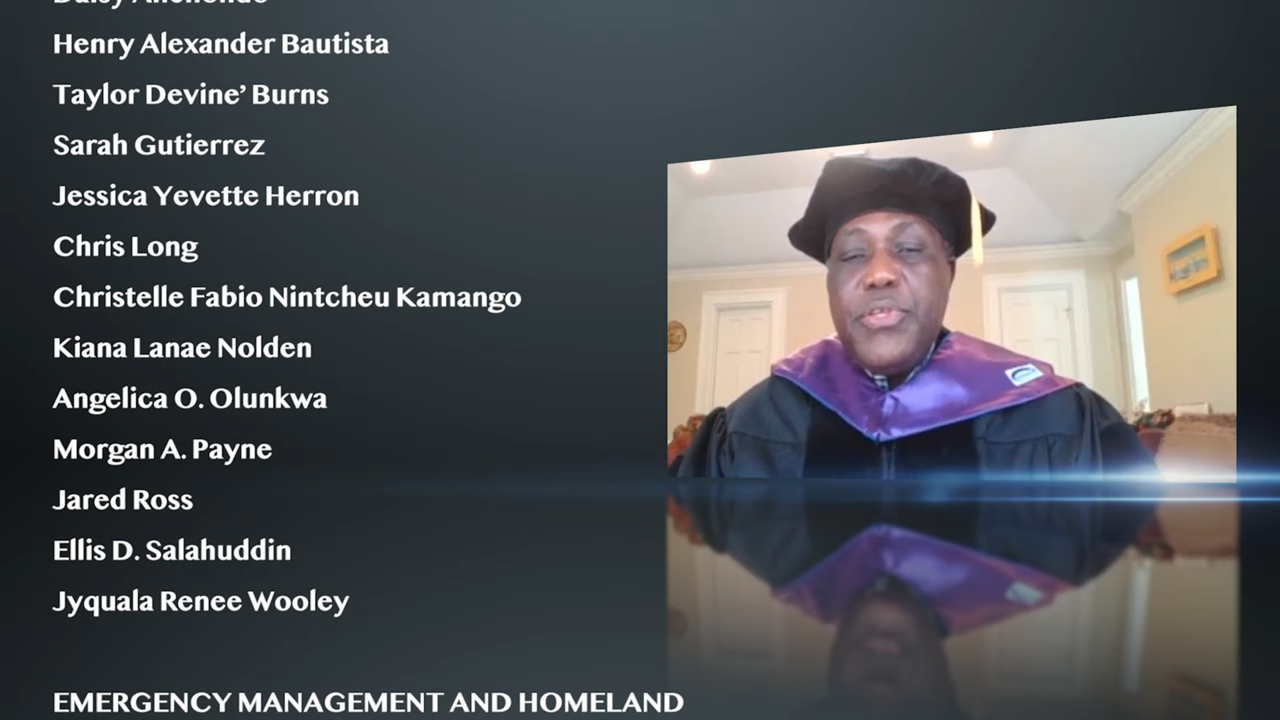 Henry Alexander Bautista
Taylor Devine’ Burns
Sarah Gutierrez
Jessica Yevette Herron
Chris Long
Christelle Fabio Nintcheu Kamango
Kiana Lanae Nolden
Angelica O. Olunkwa
Morgan A. Payne
Jared Ross
Ellis D. Salahuddin
Jyquala Renee Wooley
EMERGENCY MANAGEMENT AND HOMELAND